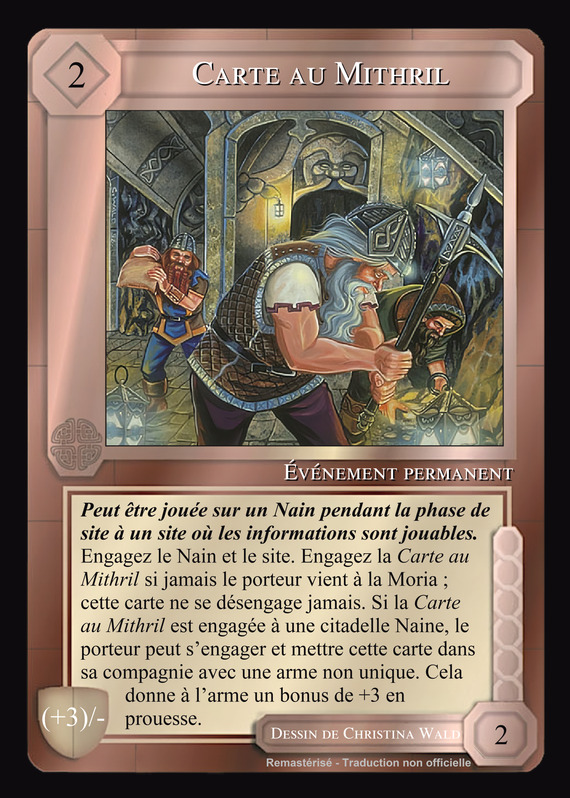 2
CARTE AU MITHRIL
ÉVÉNEMENT PERMANENT
Peut être jouée sur un Nain pendant la phase de
site à un site où les informations sont jouables.
Engagez le Nain et le site. Engagez la Carte au
Mithril si jamais le porteur vient à la Moria ;
cette carte ne se désengage jamais. Si la Carte
au Mithril est engagée à une citadelle Naine, le
porteur peut s’engager et mettre cette carte dans
sa compagnie avec une arme non unique. Cela
donne à l’arme un bonus de +3 en
prouesse.
(+3)/-
DESSIN DE CHRISTINA WALD
2
Remastérisé - Traduction non officielle